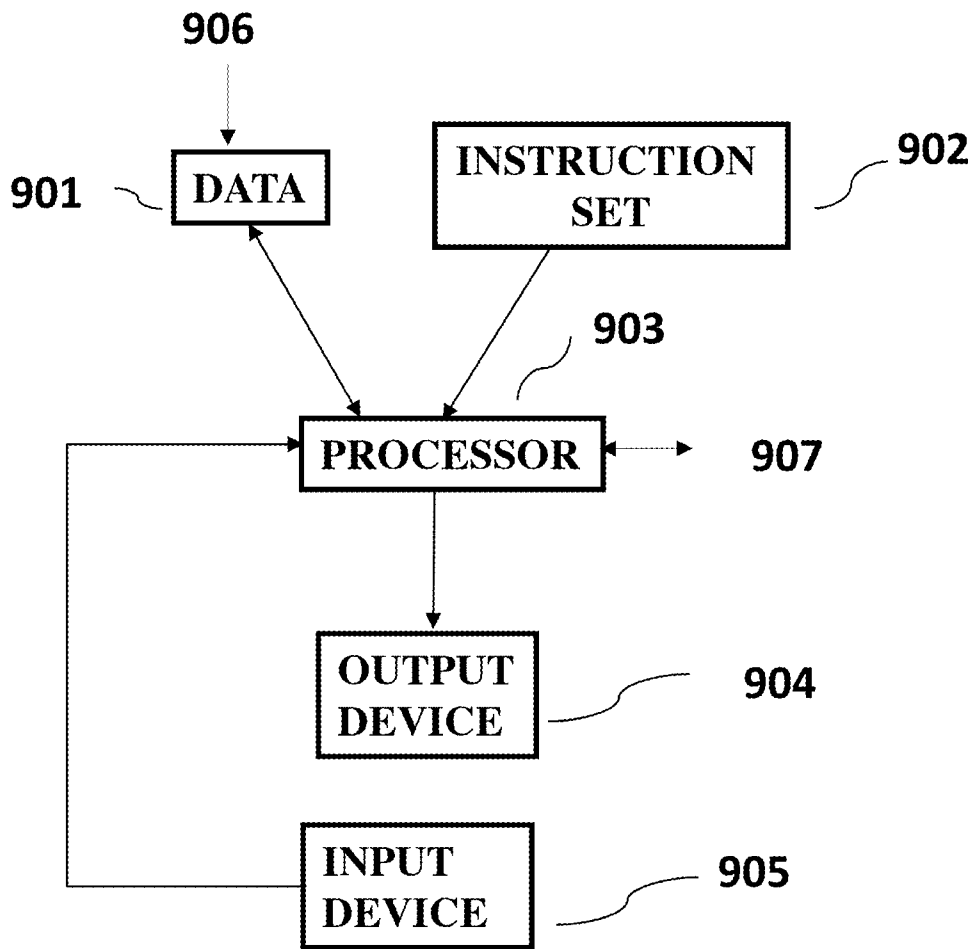 906
901
DATA
INSTRUCTION
SET
902
903
PROCESSOR
907
OUTPUT
DEVICE
904
INPUT
DEVICE
905